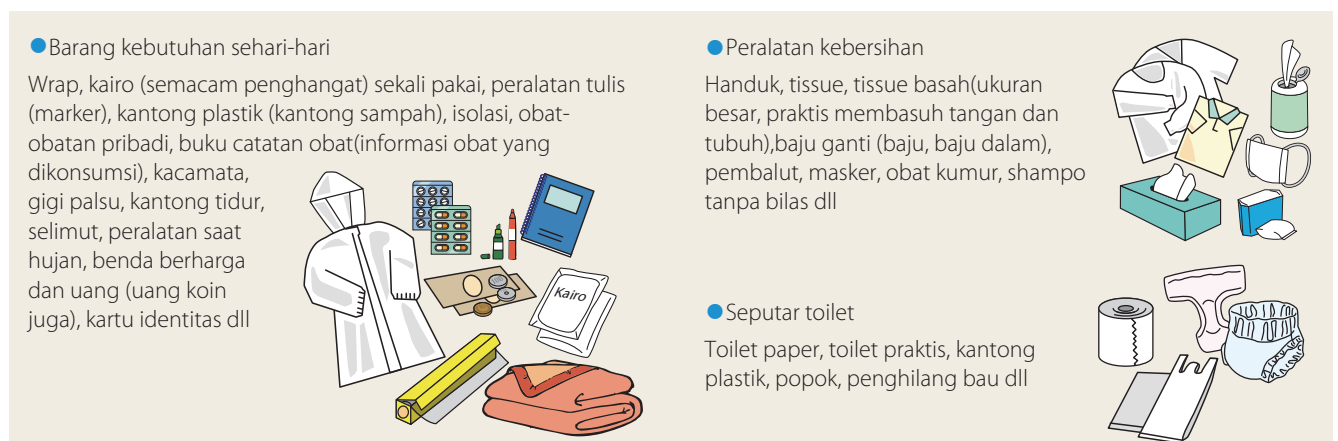 Barang kebutuhan sehari-hari
Wrap, kairo (semacam penghangat) sekali pakai, peralatan tulis
(marker), kantong plastik (kantong sampah), isolasi, obat-
obatan pribadi, buku catatan obat(informasi obat yang
dikonsumsi), kacamata,
gigi palsu, kantong tidur,
selimut, peralatan saat
hujan, benda berharga
dan uang (uang koin
juga), kartu identitas dll
Kairo
Peralatan kebersihan
Handuk, tissue, tissue basah(ukuran
besar, praktis membasuh tangan dan
tubuh),baju ganti (baju, baju dalam),
pembalut, masker, obat kumur, shampo
tanpa bilas dll
Seputar toilet
Toilet paper, toilet praktis, kantong
plastik, popok, penghilang bau dll